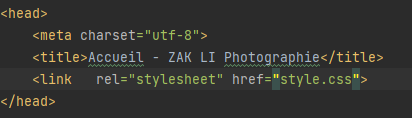 <head>
    <meta charset="utf-8">
    <title>Accueil - ZAK LI Photographie</title>
    <link   rel="stylesheet" href="style.css">
</head>